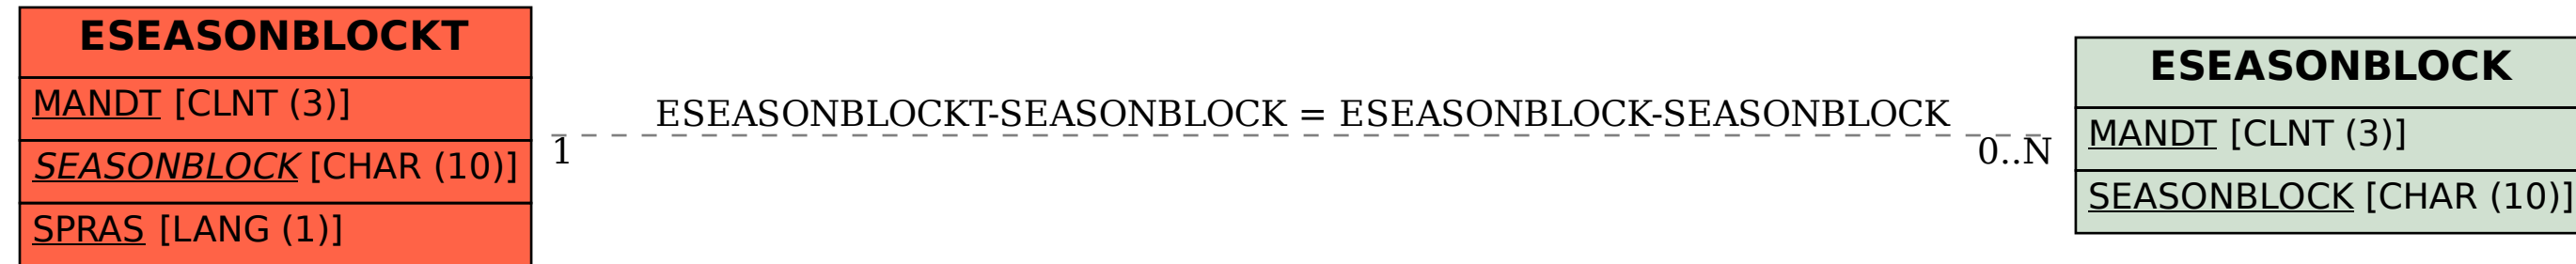 ESEASONBLOCKT
MANDT [CLNT (3)]
SEASONBLOCK [CHAR (10)]
SPRAS [LANG (1)]
ESEASONBLOCKT-SEASONBLOCK = ESEASONBLOCK-SEASONBLOCK
1
0..N
ESEASONBLOCK
MANDT [CLNT (3)]
SEASONBLOCK [CHAR (10)]